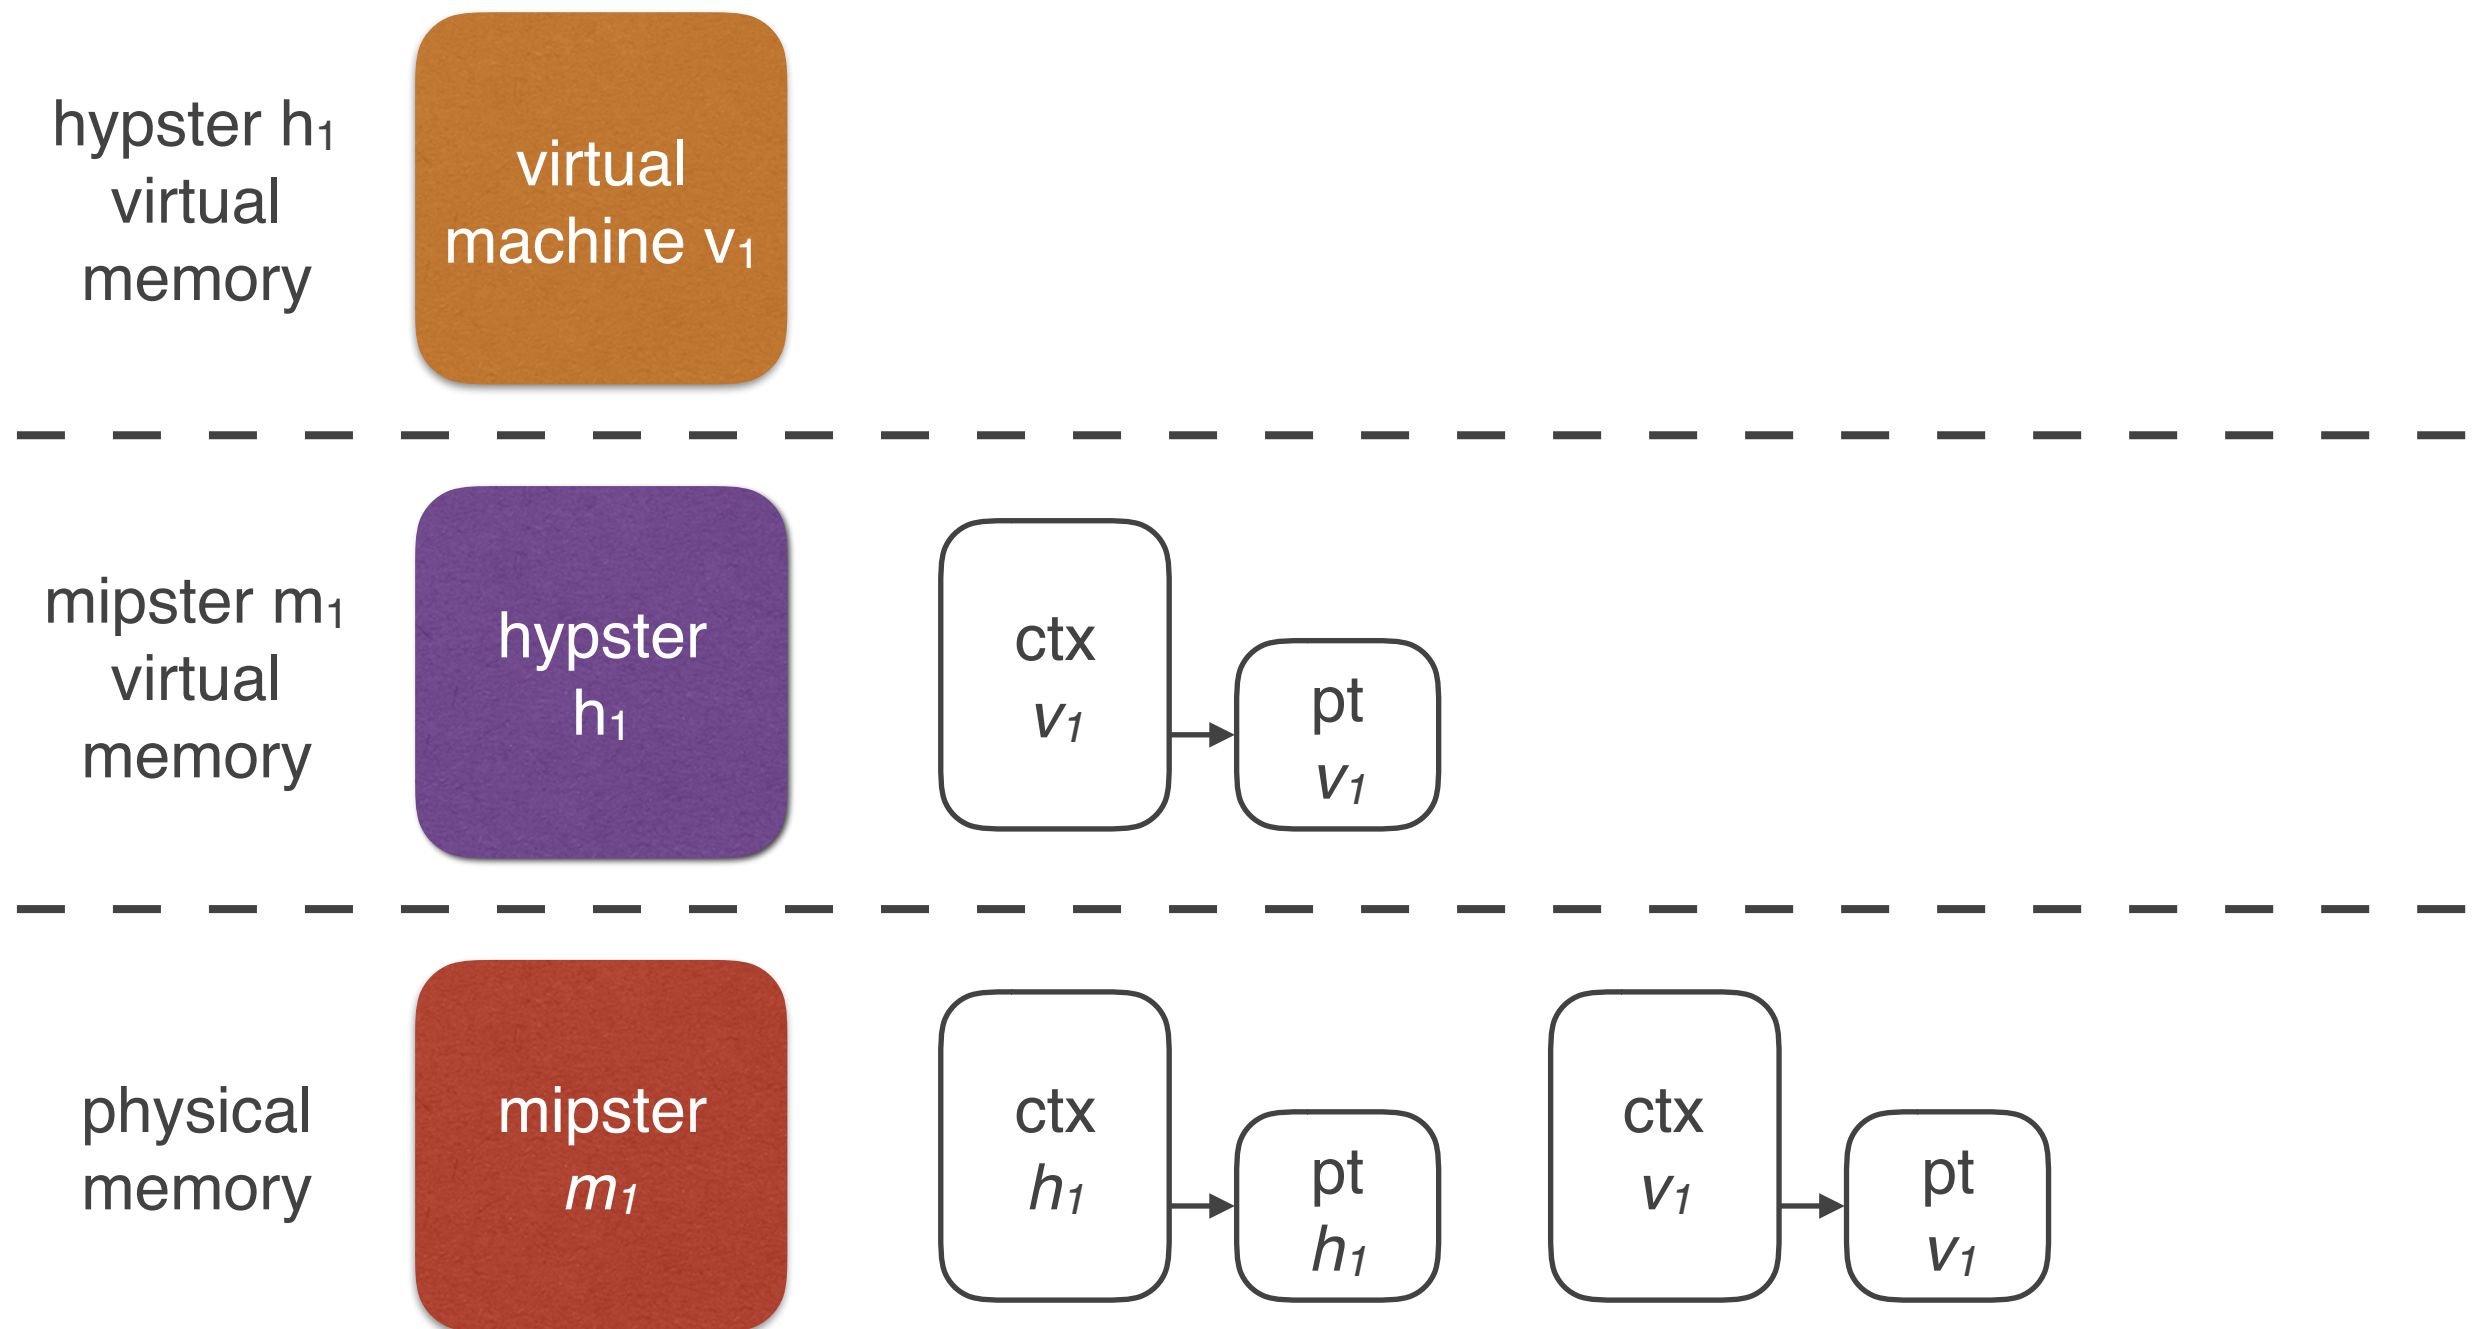 hypster h₁
virtual
memory
virtual
machine v₁
mipster m₁
virtual
memory
hypster
h₁
ctx
v₁
pt
v₁
physical
memory
mipster
m₁
ctx
h₁
pt
h₁
ctx
v₁
pt
v₁